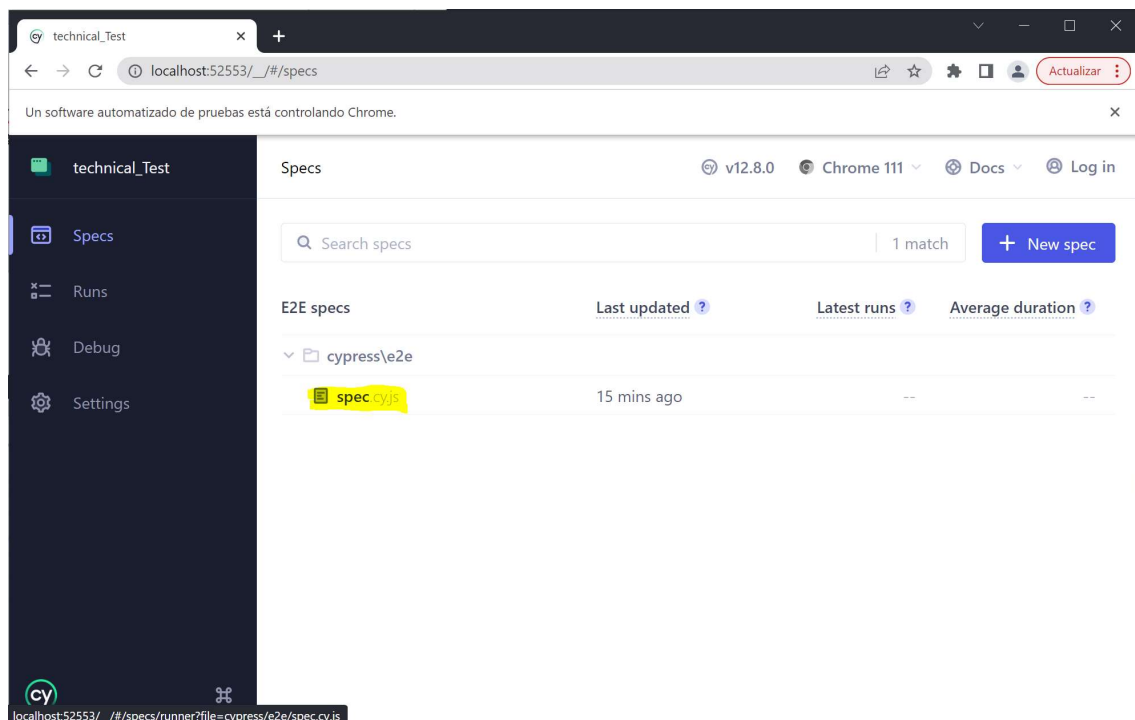 technical_Test
localhost:52553/__/#/specs
Actualizar
Un software automatizado de pruebas está controlando Chrome.
technical_Test
Specs
v12.8.0
Chrome 111
Docs
Log in
Specs
Runs
Debug
Settings
Search specs
1 match
+ New spec
E2E specs
Last updated ?
Latest runs ?
Average duration ?
cypress\e2e
spec.cy.js
15 mins ago
--
--
cy
localhost:52553/__/#/specs/runner?file=cypress/e2e/spec.cy.js